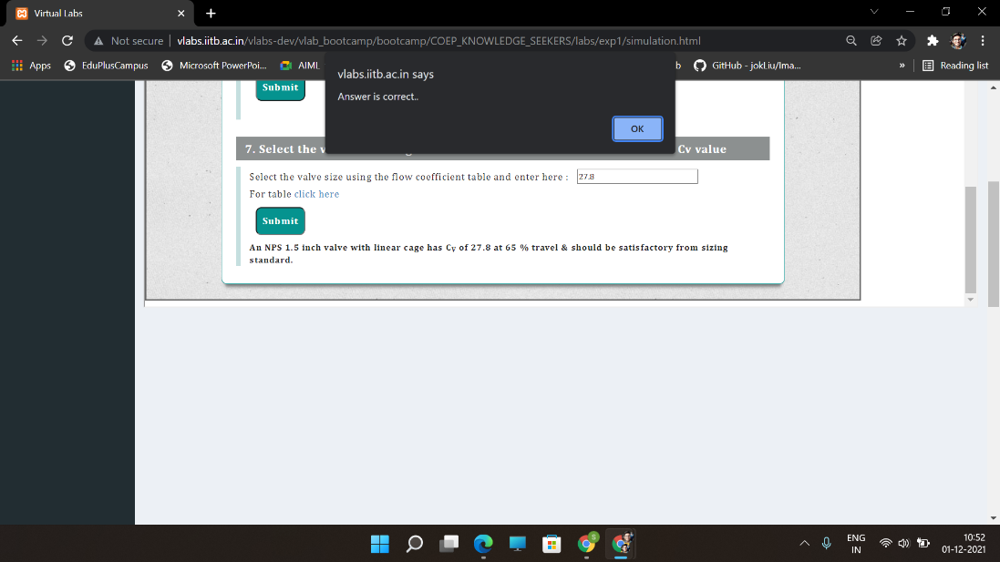 Virtual Labs
Not secure
vlabs.iitb.ac.in/vlabs-dev/vlab_bootcamp/bootcamp/COEP_KNOWLEDGE_SEEKERS/labs/exp1/simulation.html
Apps
EduPlusCampus
Microsoft PowerPoi...
AIML
b
GitHub - jokLiu/Ima...
»
Reading list
vlabs.iitb.ac.in says
Answer is correct..
OK
Submit
7. Select the v
Cv value
Select the valve size using the flow coefficient table and enter here :
27.8
For table click here
Submit
An NPS 1.5 inch valve with linear cage has Cv of 27.8 at 65 % travel & should be satisfactory from sizing
standard.
S
ENG
IN
10:52
01-12-2021